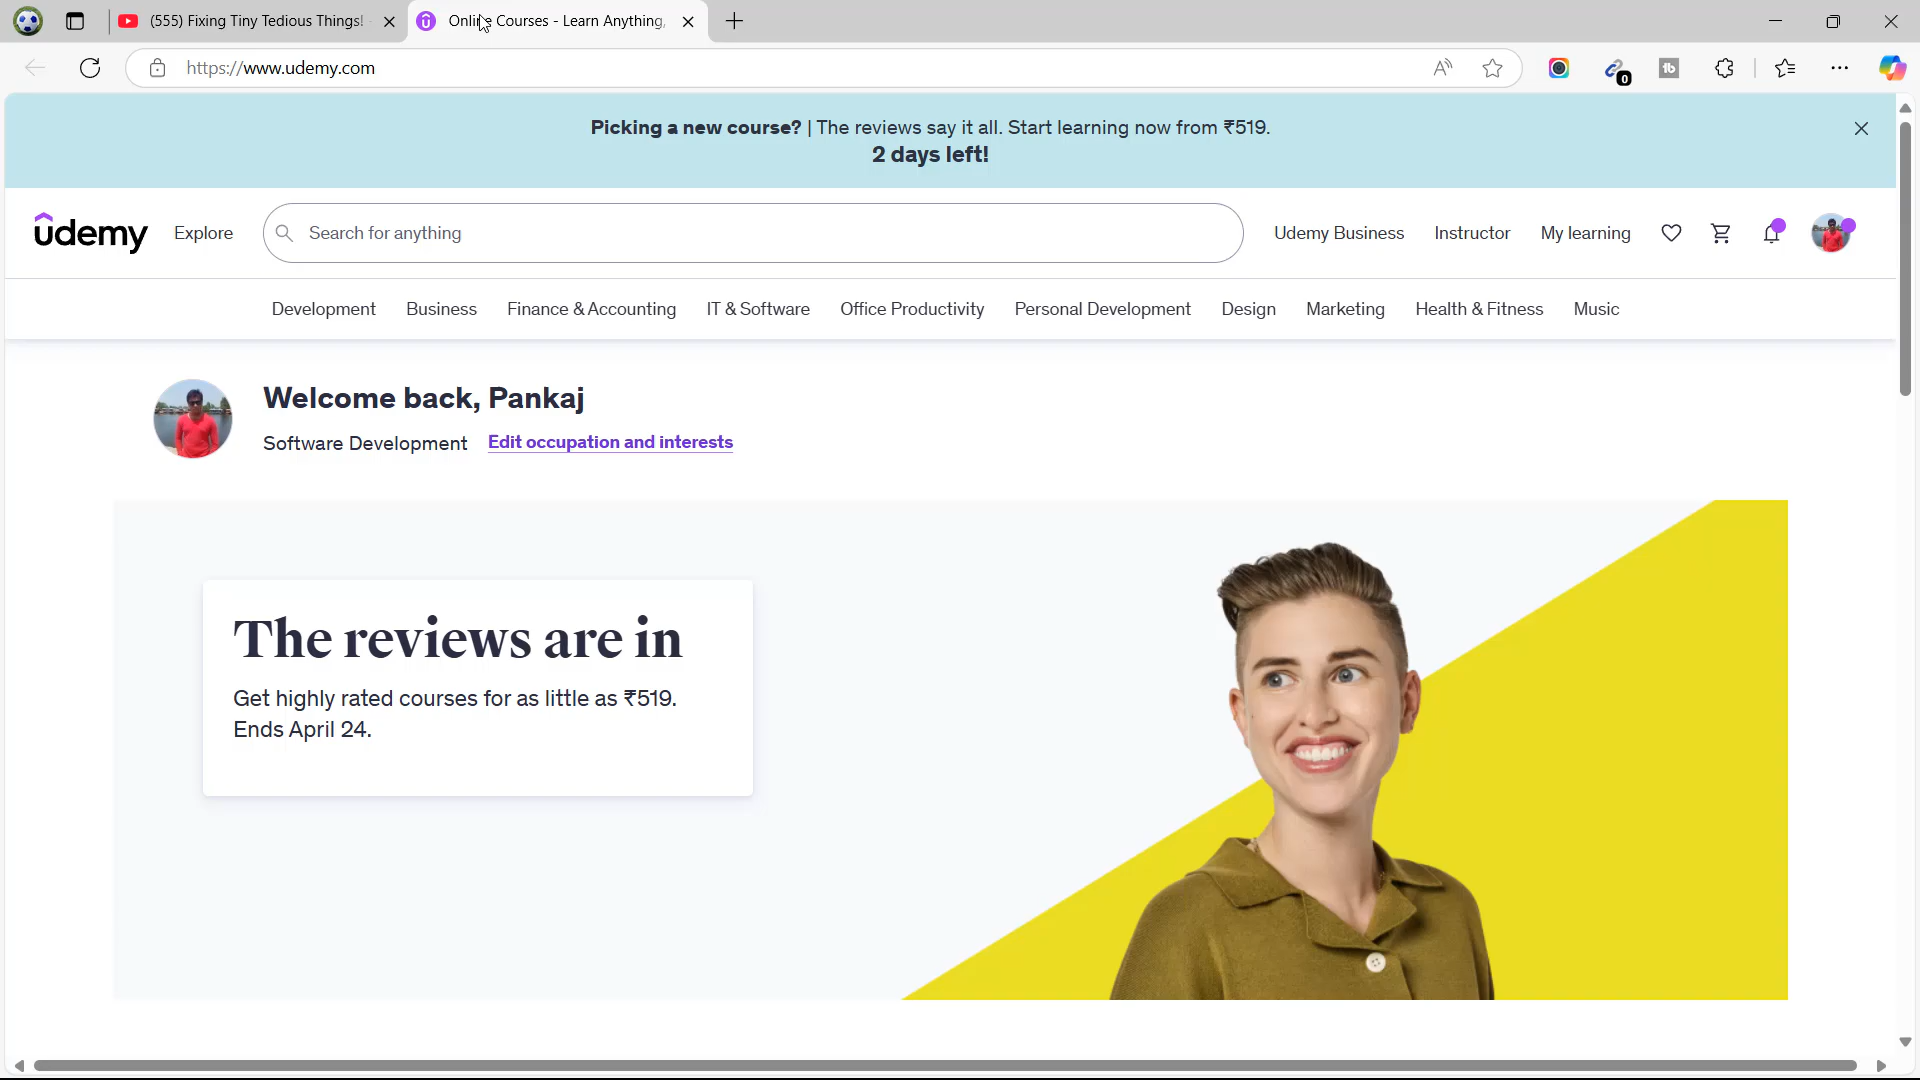 (555) Fixing Tiny Tedious Things!
Online Courses - Learn Anything,
https://www.udemy.com
0
tb
Picking a new course? | The reviews say it all. Start learning now from ₹519.
2 days left!
udemy
Explore
Search for anything
Udemy Business
Instructor
My learning
Development
Business
Finance & Accounting
IT & Software
Office Productivity
Personal Development
Design
Marketing
Health & Fitness
Music
Welcome back, Pankaj
Software Development Edit occupation and interests
The reviews are in
Get highly rated courses for as little as ₹519.
Ends April 24.